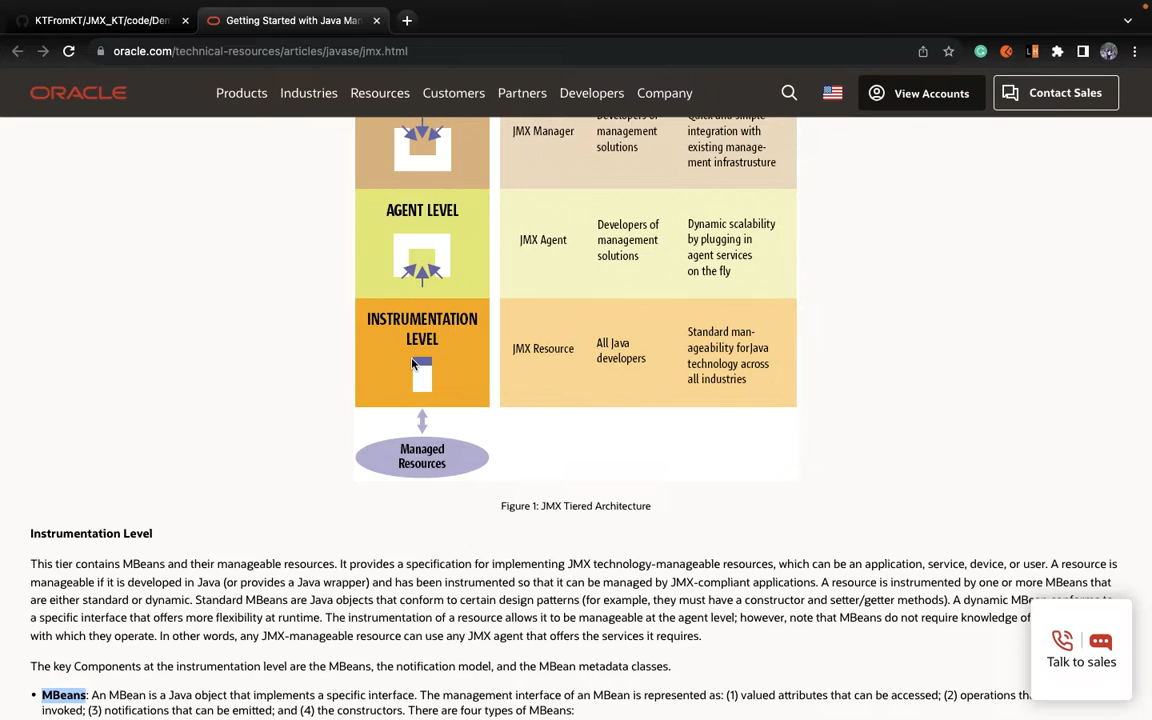 KTFromKT/JMX_KT/code/Dem
Getting Started with Java Man
oracle.com/technical-resources/articles/javase/jmx.html
ORACLE
Products
Industries
Resources
Customers
Partners
Developers
Company
View Accounts
Contact Sales
JMX Manager
Developers of
management
solutions
Quick and simple
integration with
existing manage-
ment infrastrusture
AGENT LEVEL
JMX Agent
Developers of
management
solutions
Dynamic scalability
by plugging in
agent services
on the fly
INSTRUMENTATION
LEVEL
JMX Resource
All Java
developers
Standard man-
ageability forJava
technology across
all industries
Managed
Resources
Figure 1: JMX Tiered Architecture
Instrumentation Level
This tier contains MBeans and their manageable resources. It provides a specification for implementing JMX technology-manageable resources, which can be an application, service, device, or user. A resource is
manageable if it is developed in Java (or provides a Java wrapper) and has been instrumented so that it can be managed by JMX-compliant applications. A resource is instrumented by one or more MBeans that
are either standard or dynamic. Standard MBeans are Java objects that conform to certain design patterns (for example, they must have a constructor and setter/getter methods). A dynamic MBean conforms to
a specific interface that offers more flexibility at runtime. The instrumentation of a resource allows it to be manageable at the agent level; however, note that MBeans do not require knowledge of
with which they operate. In other words, any JMX-manageable resource can use any JMX agent that offers the services it requires.
The key Components at the instrumentation level are the MBeans, the notification model, and the MBean metadata classes.
• MBeans: An MBean is a Java object that implements a specific interface. The management interface of an MBean is represented as: (1) valued attributes that can be accessed; (2) operations
invoked; (3) notifications that can be emitted; and (4) the constructors. There are four types of MBeans:
Talk to sales